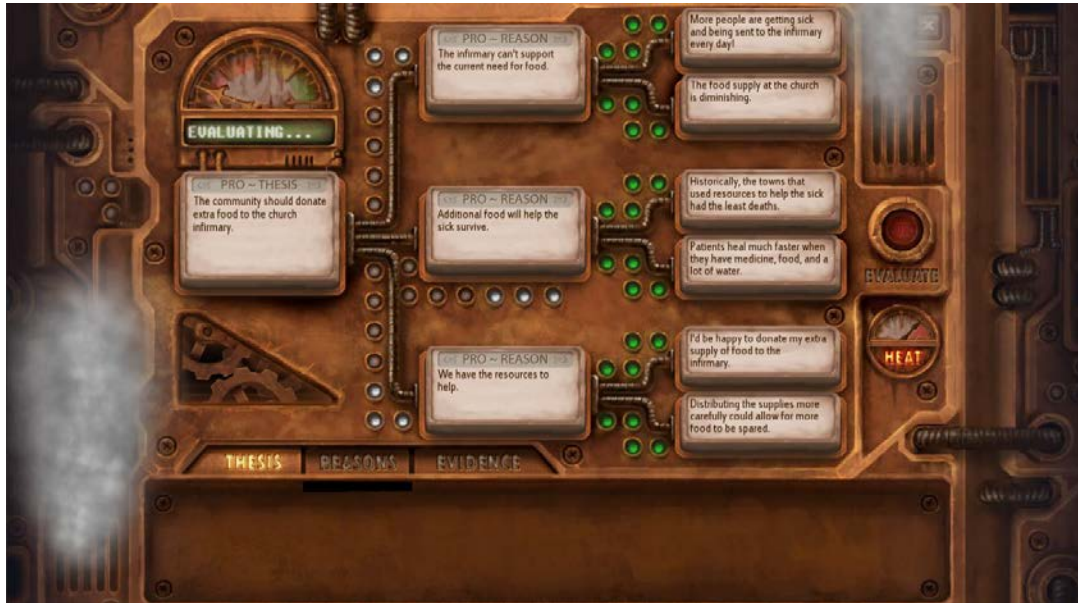 EVALUATING...
PRO ~ THESIS
The community should donate
extra food to the church
infirmary.
PRO ~ REASON
The infirmary can't support
the current need for food.
More people are getting sick
and being sent to the infirmary
every day!
The food supply at the church
is diminishing.
PRO ~ REASON
Additional food will help the
sick survive.
Historically, the towns that
used resources to help the sick
had the least deaths.
Patients heal much faster when
they have medicine, food, and a
lot of water.
PRO ~ REASON
We have the resources to
help.
I'd be happy to donate my extra
supply of food to the
infirmary.
Distributing the supplies more
carefully could allow for more
food to be spared.
EVALUATE
HEAT
THESIS
REASONS
EVIDENCE